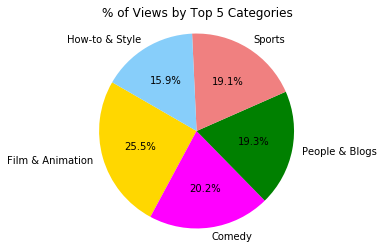 % of Views by Top 5 Categories
How-to & Style
Sports
15.9%
19.1%
Film & Animation
25.5%
19.3%
People & Blogs
20.2%
Comedy